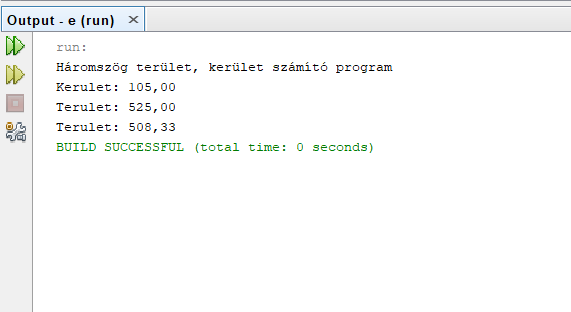 Output - e (run)
run:
Háromszög terület, kerület számító program
Kerulet: 105,00
Terulet: 525,00
Terulet: 508,33
BUILD SUCCESSFUL (total time: 0 seconds)